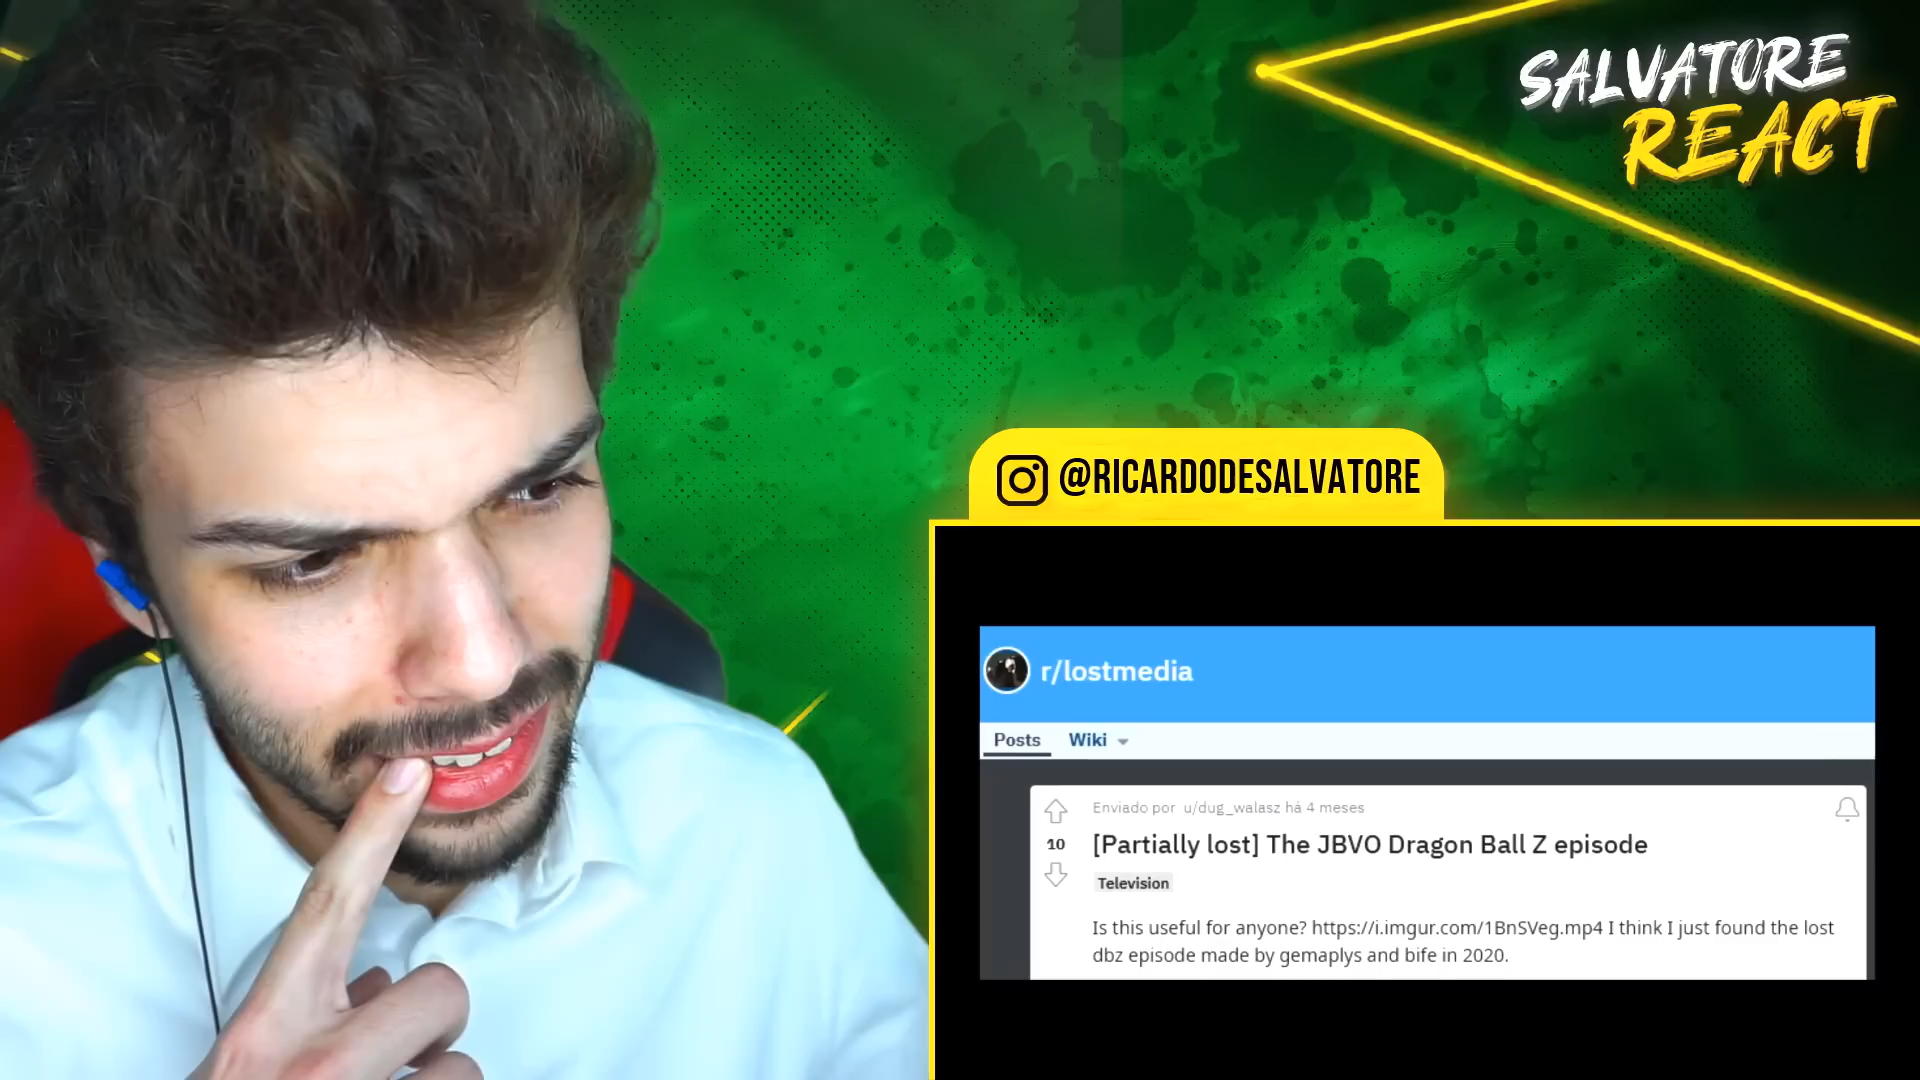 SALVATORE
REACT
@RICARDODESALVATORE
r/lostmedia
Posts Wiki
Enviado por u/dug_walasz há 4 meses
10
[Partially lost] The JBVO Dragon Ball Z episode
Television
Is this useful for anyone? https://i.imgur.com/1BnSVeg.mp4 I think I just found the lost
dbz episode made by gemaplys and bife in 2020.